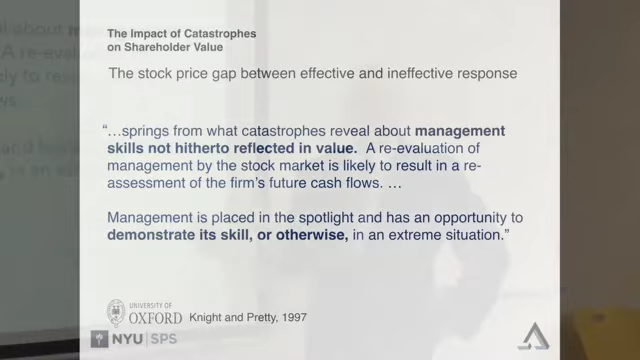 The Impact of Catastrophes
on Shareholder Value
The stock price gap between effective and ineffective response
“…springs from what catastrophes reveal about management
skills not hitherto reflected in value. A re-evaluation of
management by the stock market is likely to result in a re-
assessment of the firm's future cash flows. …
Management is placed in the spotlight and has an opportunity to
demonstrate its skill, or otherwise, in an extreme situation.”
UNIVERSITY OF
OXFORD Knight and Pretty, 1997
NYU SPS